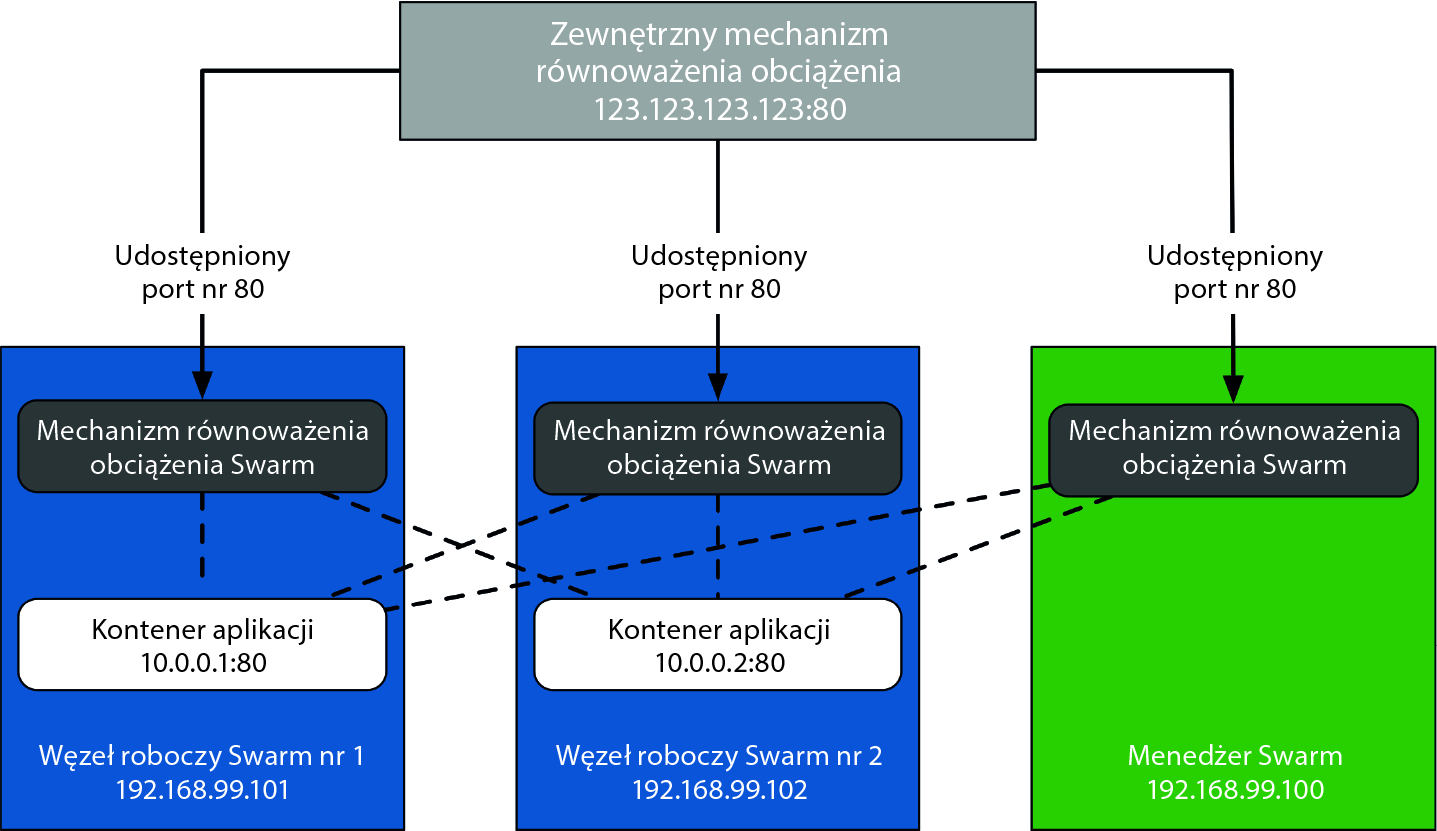 Zewnętrzny mechanizm
równoważenia obciążenia
123.123.123.123:80
Udostępniony
port nr 80
Udostępniony
port nr 80
Udostępniony
port nr 80
Mechanizm równoważenia
obciążenia Swarm
Mechanizm równoważenia
obciążenia Swarm
Mechanizm równoważenia
obciążenia Swarm
Kontener aplikacji
10.0.0.1:80
Kontener aplikacji
10.0.0.2:80
Węzeł roboczy Swarm nr 1
192.168.99.101
Węzeł roboczy Swarm nr 2
192.168.99.102
Menedżer Swarm
192.168.99.100